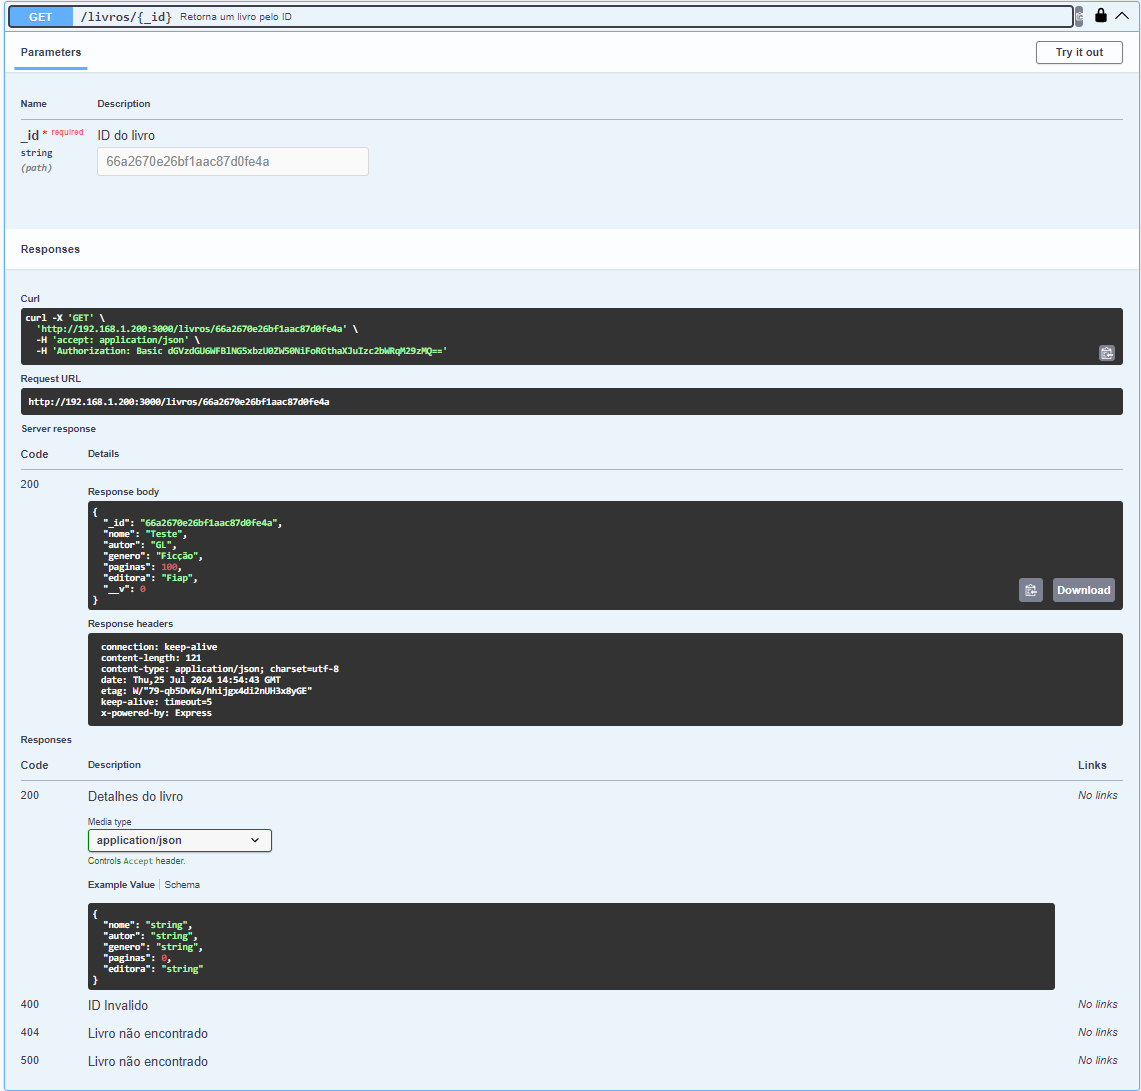 GET /livros/{_id} Retorna um livro pelo ID
Parameters
Try it out
Name Description
_id * required
string
(path)
ID do livro
66a2670e26bf1aac87d0fe4a
Responses
Curl
curl -X 'GET' \
'http://192.168.1.200:3000/livros/66a2670e26bf1aac87d0fe4a' \
-H 'accept: application/json' \
-H 'Authorization: Basic dGVzdGU6WFBlNG5xbzU0ZW50NiFoRGthaXJuIzc2bWRqM29zMQ=='
Request URL
http://192.168.1.200:3000/livros/66a2670e26bf1aac87d0fe4a
Server response
Code Details
200
Response body
{
"_id": "66a2670e26bf1aac87d0fe4a",
"nome": "Teste",
"autor": "GL",
"genero": "Ficção",
"paginas": 100,
"editora": "Fiap",
"__v": 0
}
Download
Response headers
connection: keep-alive
content-length: 121
content-type: application/json; charset=utf-8
date: Thu,25 Jul 2024 14:54:43 GMT
etag: W/"79-qb5DvKa/hhijgx4di2nUH3x8yGE"
keep-alive: timeout=5
x-powered-by: Express
Responses
Code Description Links
200 Detalhes do livro No links
Media type
application/json
Controls Accept header.
Example Value Schema
{
"nome": "string",
"autor": "string",
"genero": "string",
"paginas": 0,
"editora": "string"
}
400 ID Invalido No links
404 Livro não encontrado No links
500 Livro não encontrado No links